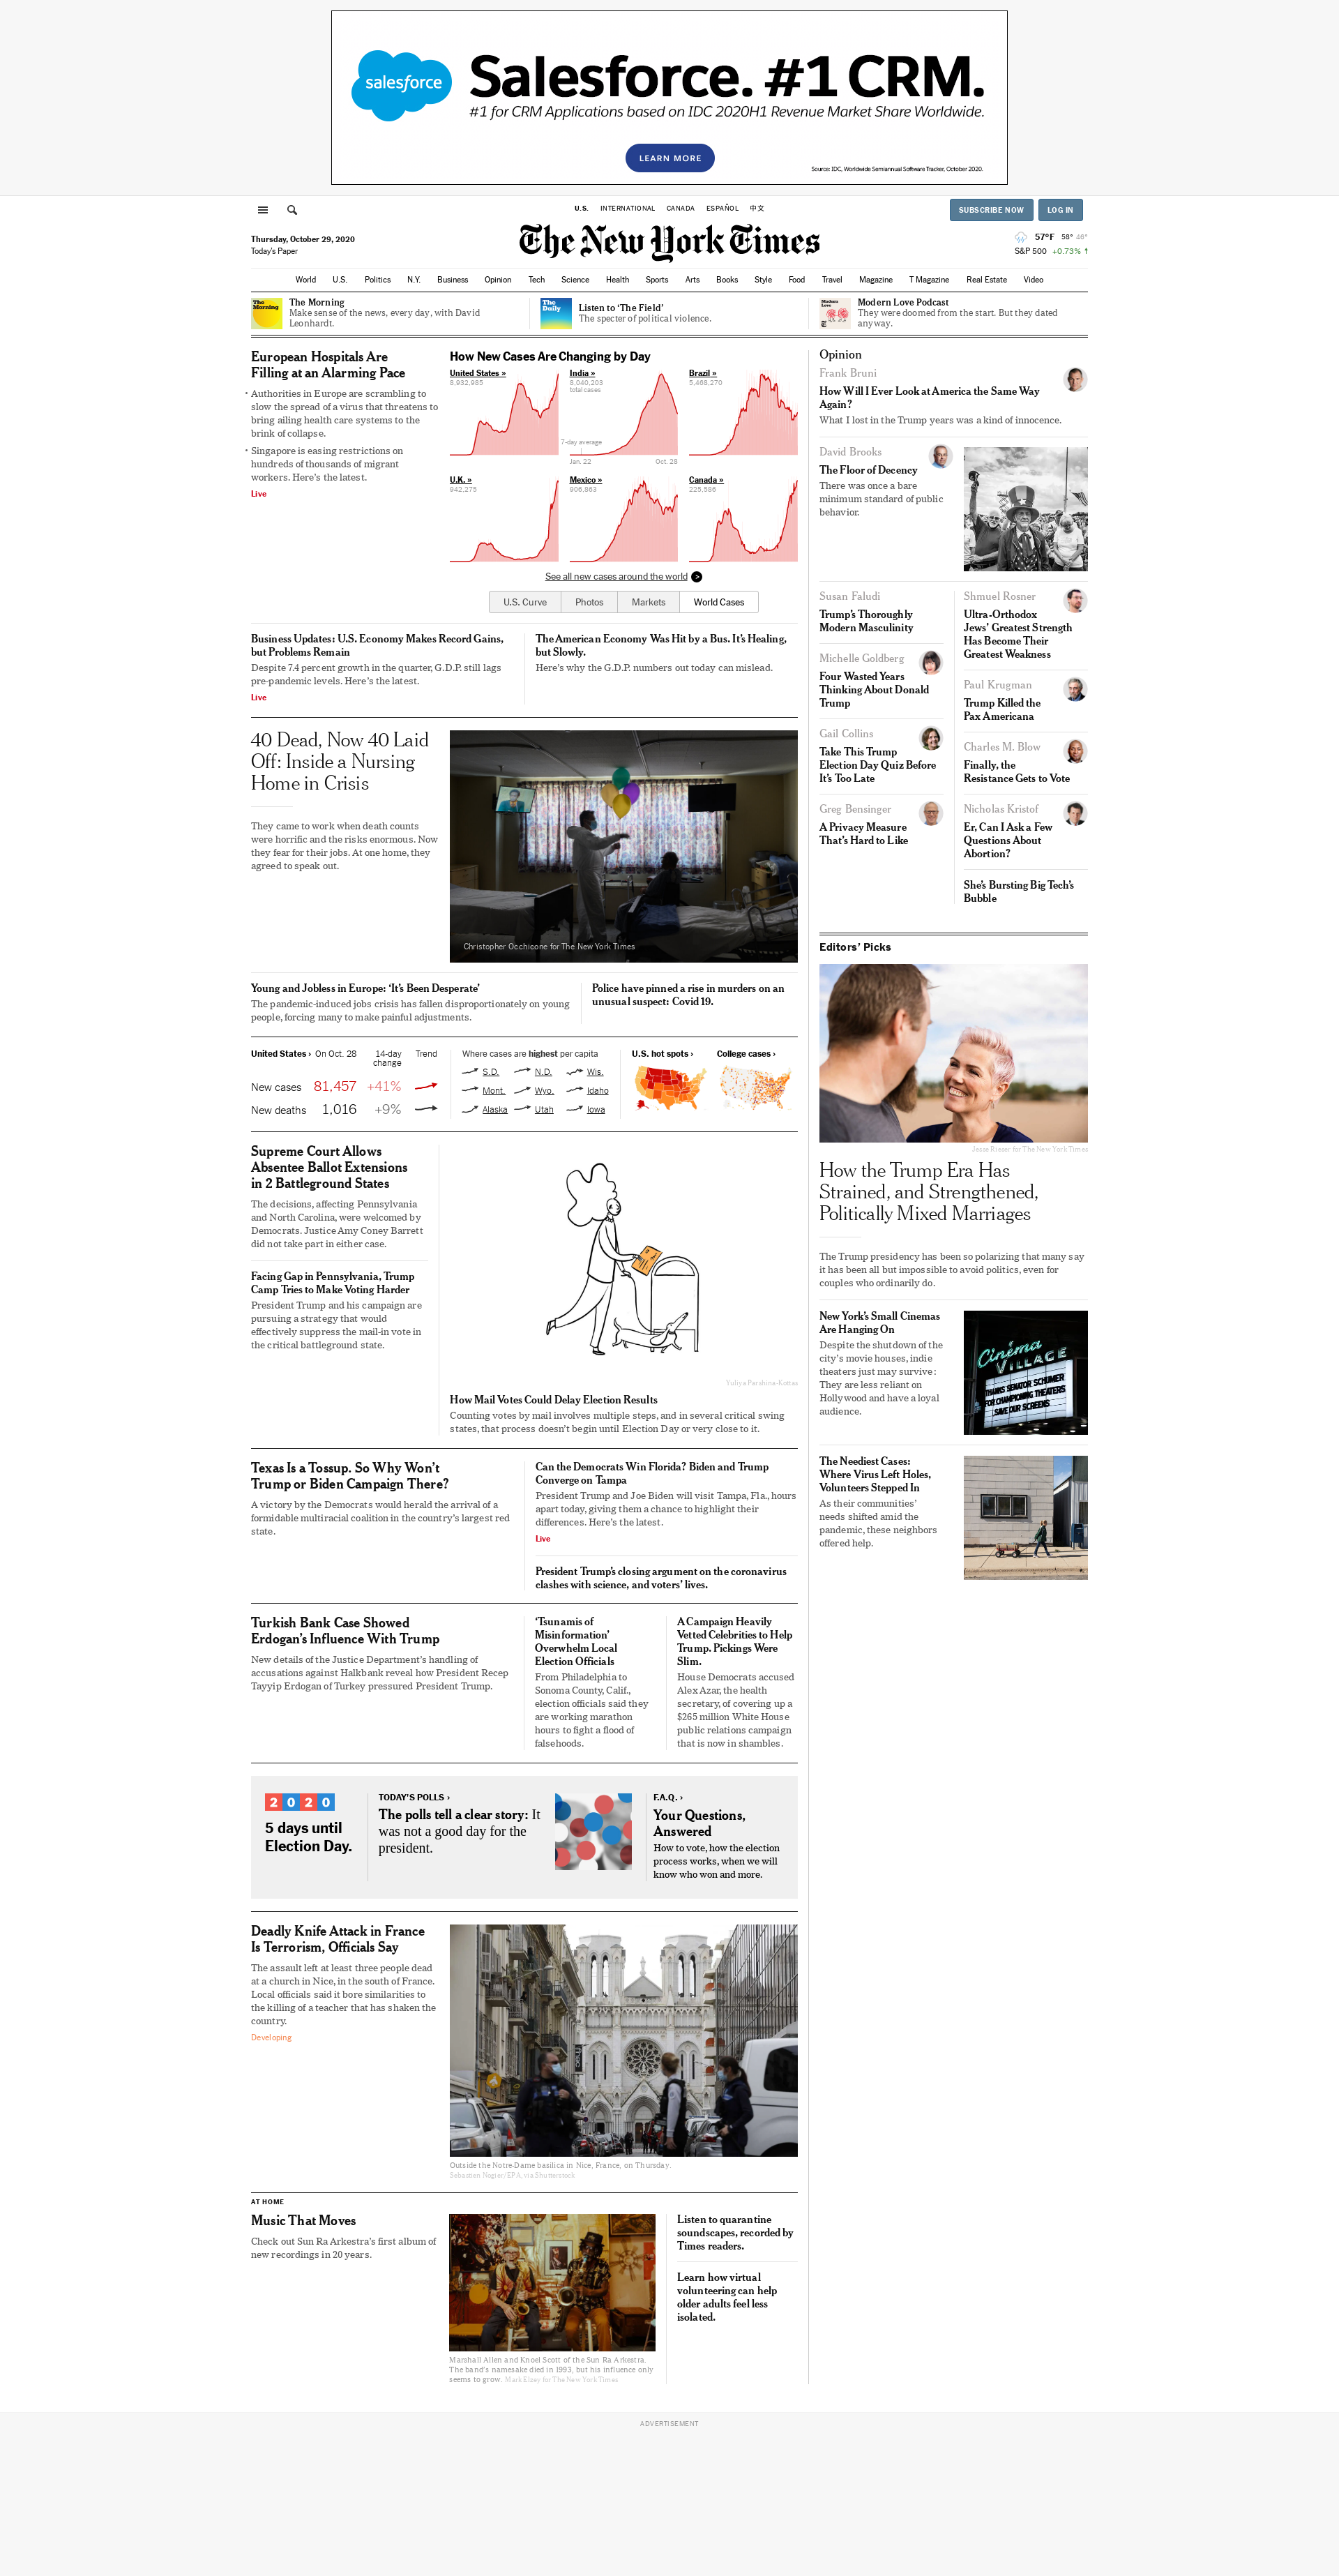 salesforce
Salesforce. #1 CRM.
#1 for CRM Applications based on IDC 2020H1 Revenue Market Share Worldwide.
LEARN MORE
Source: IDC, Worldwide Semiannual Software Tracker, October 2020.
U.S. INTERNATIONAL CANADA ESPAÑOL 中文
SUBSCRIBE NOW LOG IN
Thursday, October 29, 2020
Today's Paper
The New York Times
57°F 58° 46°
S&P 500 +0.73%
World U.S. Politics N.Y. Business Opinion Tech Science Health Sports Arts Books Style Food Travel Magazine T Magazine Real Estate Video
The Morning
The Morning
Make sense of the news, every day, with David
Leonhardt.
The Daily
Listen to ‘The Field’
The specter of political violence.
Modern Love
Modern Love Podcast
They were doomed from the start. But they dated
anyway.
European Hospitals Are
Filling at an Alarming Pace
Authorities in Europe are scrambling to
slow the spread of a virus that threatens to
bring ailing health care systems to the
brink of collapse.
Singapore is easing restrictions on
hundreds of thousands of migrant
workers. Here’s the latest.
Live
How New Cases Are Changing by Day
United States »
8,932,985
India »
8,040,203
total cases
Brazil »
5,468,270
7-day average
Jan. 22 Oct. 28
U.K. »
942,275
Mexico »
906,863
Canada »
225,586
See all new cases around the world
U.S. Curve Photos Markets World Cases
Business Updates: U.S. Economy Makes Record Gains,
but Problems Remain
Despite 7.4 percent growth in the quarter, G.D.P. still lags
pre-pandemic levels. Here’s the latest.
Live
The American Economy Was Hit by a Bus. It’s Healing,
but Slowly.
Here’s why the G.D.P. numbers out today can mislead.
40 Dead, Now 40 Laid
Off: Inside a Nursing
Home in Crisis
They came to work when death counts
were horrific and the risks enormous. Now
they fear for their jobs. At one home, they
agreed to speak out.
Christopher Occhicone for The New York Times
Young and Jobless in Europe: ‘It’s Been Desperate’
The pandemic-induced jobs crisis has fallen disproportionately on young
people, forcing many to make painful adjustments.
Police have pinned a rise in murders on an
unusual suspect: Covid 19.
United States › On Oct. 28 14-day
change Trend
New cases 81,457 +41%
New deaths 1,016 +9%
Where cases are highest per capita
S.D. N.D. Wis.
Mont. Wyo. Idaho
Alaska Utah Iowa
U.S. hot spots › College cases ›
Supreme Court Allows
Absentee Ballot Extensions
in 2 Battleground States
The decisions, affecting Pennsylvania
and North Carolina, were welcomed by
Democrats. Justice Amy Coney Barrett
did not take part in either case.
Facing Gap in Pennsylvania, Trump
Camp Tries to Make Voting Harder
President Trump and his campaign are
pursuing a strategy that would
effectively suppress the mail-in vote in
the critical battleground state.
Yuliya Parshina-Kottas
How Mail Votes Could Delay Election Results
Counting votes by mail involves multiple steps, and in several critical swing
states, that process doesn’t begin until Election Day or very close to it.
Texas Is a Tossup. So Why Won’t
Trump or Biden Campaign There?
A victory by the Democrats would herald the arrival of a
formidable multiracial coalition in the country’s largest red
state.
Can the Democrats Win Florida? Biden and Trump
Converge on Tampa
President Trump and Joe Biden will visit Tampa, Fla., hours
apart today, giving them a chance to highlight their
differences. Here’s the latest.
Live
President Trump’s closing argument on the coronavirus
clashes with science, and voters’ lives.
Turkish Bank Case Showed
Erdogan’s Influence With Trump
New details of the Justice Department’s handling of
accusations against Halkbank reveal how President Recep
Tayyip Erdogan of Turkey pressured President Trump.
‘Tsunamis of
Misinformation’
Overwhelm Local
Election Officials
From Philadelphia to
Sonoma County, Calif.,
election officials said they
are working marathon
hours to fight a flood of
falsehoods.
A Campaign Heavily
Vetted Celebrities to Help
Trump. Pickings Were
Slim.
House Democrats accused
Alex Azar, the health
secretary, of covering up a
$265 million White House
public relations campaign
that is now in shambles.
2020
5 days until
Election Day.
TODAY’S POLLS ›
The polls tell a clear story: It
was not a good day for the
president.
F.A.Q. ›
Your Questions,
Answered
How to vote, how the election
process works, when we will
know who won and more.
Deadly Knife Attack in France
Is Terrorism, Officials Say
The assault left at least three people dead
at a church in Nice, in the south of France.
Local officials said it bore similarities to
the killing of a teacher that has shaken the
country.
Developing
Outside the Notre-Dame basilica in Nice, France, on Thursday.
Sebastien Nogier/EPA, via Shutterstock
AT HOME
Music That Moves
Check out Sun Ra Arkestra’s first album of
new recordings in 20 years.
Marshall Allen and Knoel Scott of the Sun Ra Arkestra.
The band’s namesake died in 1993, but his influence only
seems to grow. Mark Elzey for The New York Times
Listen to quarantine
soundscapes, recorded by
Times readers.
Learn how virtual
volunteering can help
older adults feel less
isolated.
Opinion
Frank Bruni
How Will I Ever Look at America the Same Way
Again?
What I lost in the Trump years was a kind of innocence.
David Brooks
The Floor of Decency
There was once a bare
minimum standard of public
behavior.
Susan Faludi
Trump’s Thoroughly
Modern Masculinity
Michelle Goldberg
Four Wasted Years
Thinking About Donald
Trump
Gail Collins
Take This Trump
Election Day Quiz Before
It’s Too Late
Greg Bensinger
A Privacy Measure
That’s Hard to Like
Shmuel Rosner
Ultra-Orthodox
Jews’ Greatest Strength
Has Become Their
Greatest Weakness
Paul Krugman
Trump Killed the
Pax Americana
Charles M. Blow
Finally, the
Resistance Gets to Vote
Nicholas Kristof
Er, Can I Ask a Few
Questions About
Abortion?
She’s Bursting Big Tech’s
Bubble
Editors’ Picks
Jesse Rieser for The New York Times
How the Trump Era Has
Strained, and Strengthened,
Politically Mixed Marriages
The Trump presidency has been so polarizing that many say
it has been all but impossible to avoid politics, even for
couples who ordinarily do.
New York’s Small Cinemas
Are Hanging On
Despite the shutdown of the
city’s movie houses, indie
theaters just may survive:
They are less reliant on
Hollywood and have a loyal
audience.
Cinéma
VILLAGE
THANKS SENATOR SCHUMER
FOR CHAMPIONING THEATERS
SAVE OUR SCREENS
The Neediest Cases:
Where Virus Left Holes,
Volunteers Stepped In
As their communities’
needs shifted amid the
pandemic, these neighbors
offered help.
ADVERTISEMENT